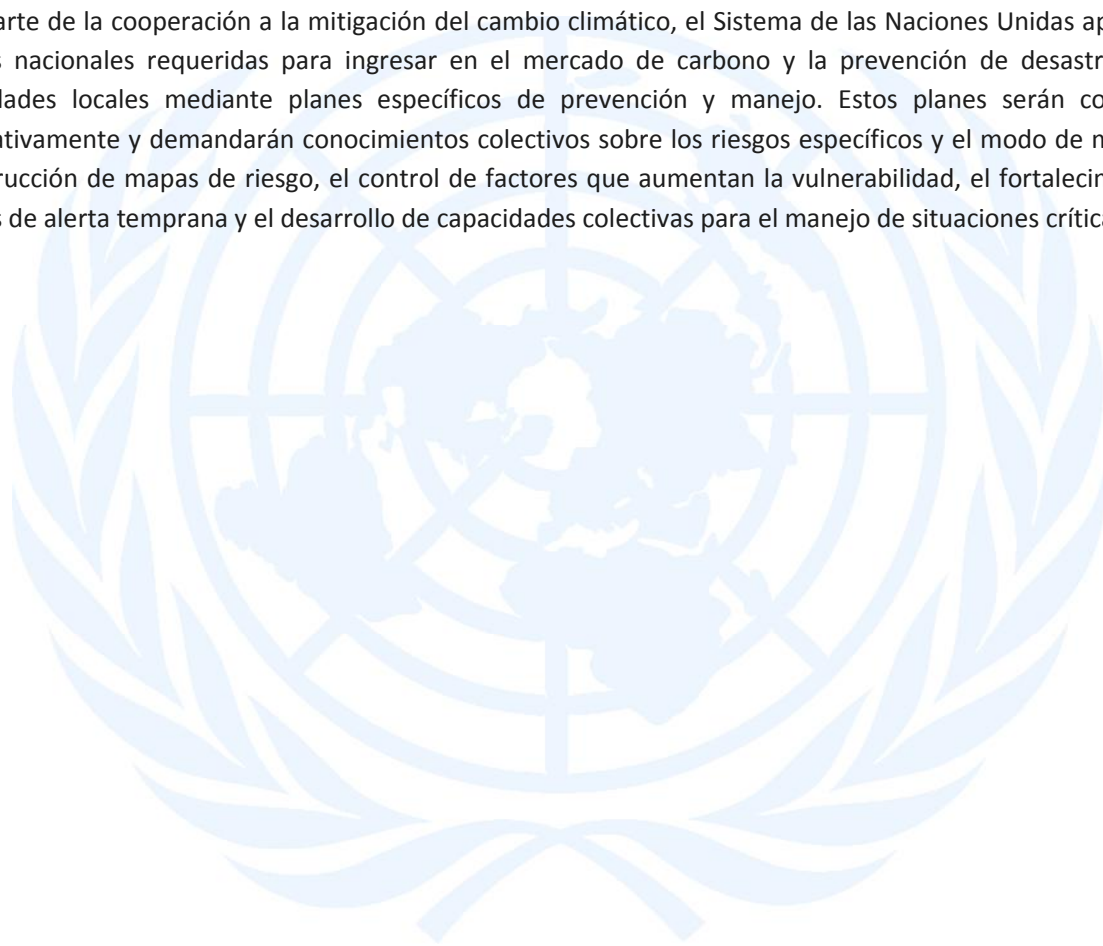 arte de la cooperación a la mitigación del cambio climático, el Sistema de las Naciones Unidas ap
s nacionales requeridas para ingresar en el mercado de carbono y la prevención de desastr
dades locales mediante planes específicos de prevención y manejo. Estos planes serán co
ativamente y demandarán conocimientos colectivos sobre los riesgos específicos y el modo de m
rucción de mapas de riesgo, el control de factores que aumentan la vulnerabilidad, el fortalecin
s de alerta temprana y el desarrollo de capacidades colectivas para el manejo de situaciones crítica